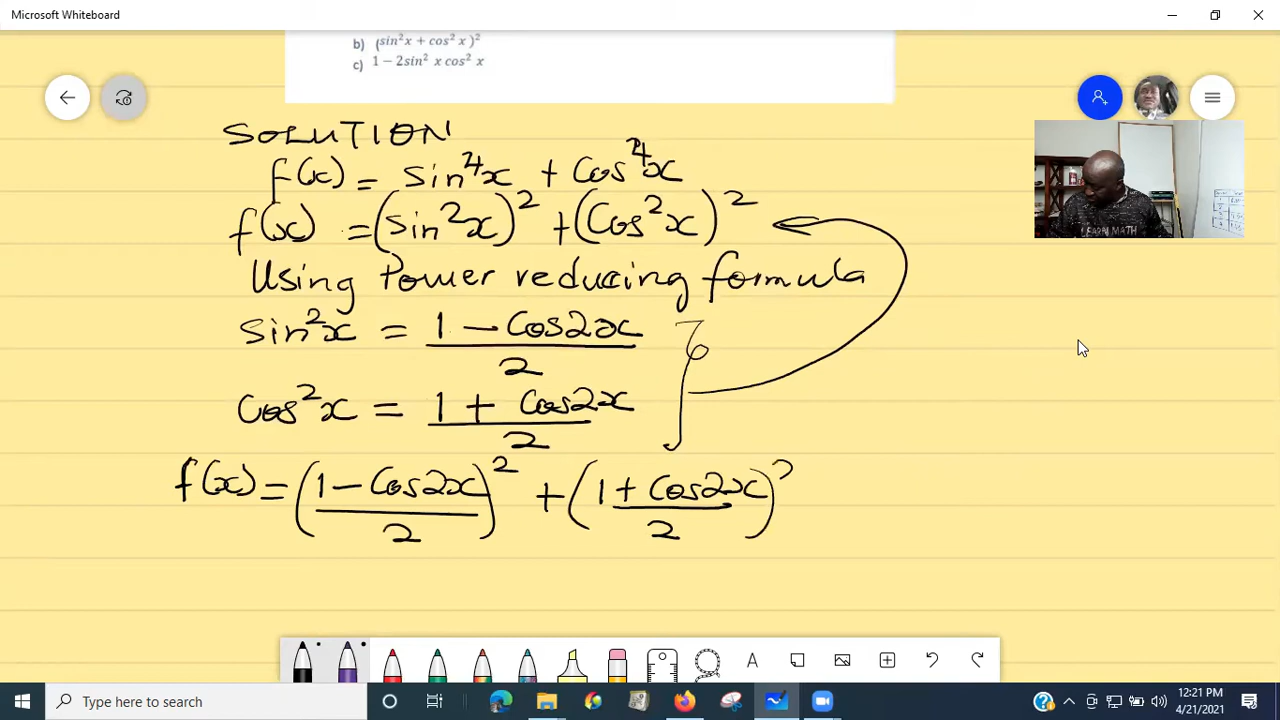 Microsoft Whiteboard
b) (sin²x + cos² x )²
c) 1 − 2sin² x cos² x
SOLUTION
f(x) = sin⁴x + Cos⁴x
f(x) = (sin²x)² + (Cos²x)²
Using Power reducing formula
sin²x = 1 − Cos2x / 2
Cos²x = 1 + Cos2x / 2
f(x) = (1 − Cos2x / 2)² + (1 + Cos2x / 2)²
Type here to search
12:21 PM
4/21/2021